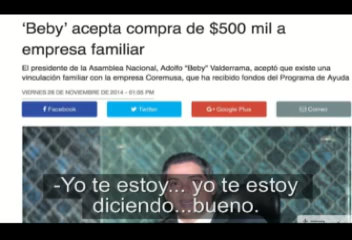 ‘Beby’ acepta compra de $500 mil a
empresa familiar
El presidente de la Asamblea Nacional, Adolfo "Beby" Valderrama, aceptó que existe una
vinculación familiar con la empresa Coremusa, que ha recibido fondos del Programa de Ayuda
VIERNES 28 DE NOVIEMBRE DE 2014 - 01:55 PM
Facebook
Twitter
Google Plus
Correo
-Yo te estoy... yo te estoy
diciendo...bueno.